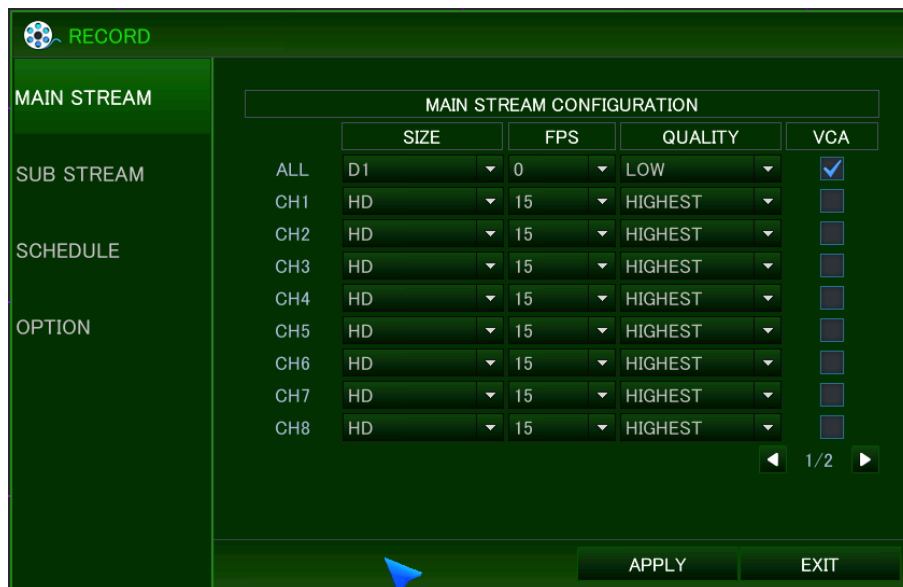 RECORD
MAIN STREAM
SUB STREAM
SCHEDULE
OPTION
MAIN STREAM CONFIGURATION
SIZE FPS QUALITY VCA
ALL D1 0 LOW
CH1 HD 15 HIGHEST
CH2 HD 15 HIGHEST
CH3 HD 15 HIGHEST
CH4 HD 15 HIGHEST
CH5 HD 15 HIGHEST
CH6 HD 15 HIGHEST
CH7 HD 15 HIGHEST
CH8 HD 15 HIGHEST
1/2
APPLY EXIT